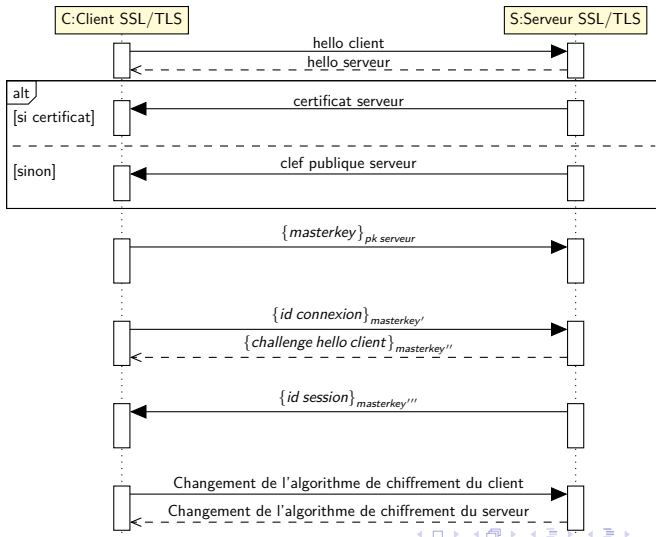 C:Client SSL/TLS
S:Serveur SSL/TLS
hello client
hello serveur
alt
[si certificat]
certificat serveur
[sinon]
clef publique serveur
{masterkey}pk serveur
{id connexion}masterkey′
{challenge hello client}masterkey′′
{id session}masterkey′′′
Changement de l'algorithme de chiffrement du client
Changement de l'algorithme de chiffrement du serveur